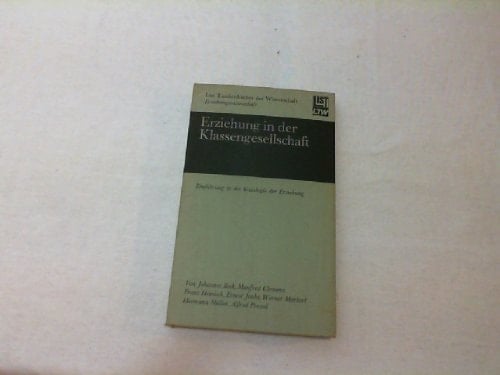 List Taschenbücher der Wissenschaft
Erziehungswissenschaft
List
Erziehung in der
Klassengesellschaft
Einführung in die Soziologie der Erziehung
Von Johannes Beck, Manfred Clemenz
Franz Heinisch, Ernest Jouhy, Werner Markert
Hermann Müller, Alfred Pressel